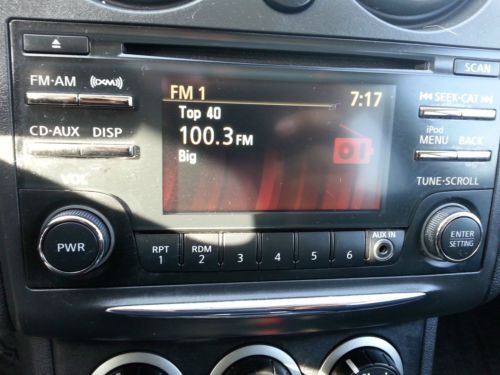 SCAN
FM·AM
(XM)
SEEK·CAT
FM 1
7:17
Top 40
100.3 FM
Big
CD·AUX
DISP
iPod
MENU
BACK
VOL
TUNE·SCROLL
PWR
RPT
1
RDM
2
3
4
5
6
AUX IN
ENTER
SETTING